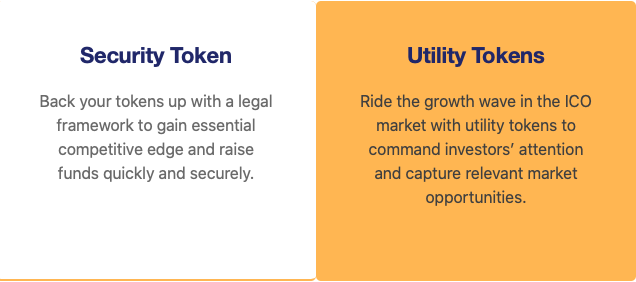 Security Token
Back your tokens up with a legal
framework to gain essential
competitive edge and raise
funds quickly and securely.
Utility Tokens
Ride the growth wave in the ICO
market with utility tokens to
command investors’ attention
and capture relevant market
opportunities.